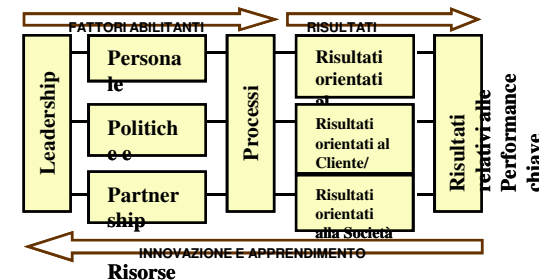 FATTORI ABILITANTI
RISULTATI
Leadership
Persona
le
Politich
e e
Partner
ship
Risorse
Processi
Risultati
orientati
al
Risultati
orientati al
Cliente/
Risultati
orientati
alla Società
Risultati
relativi alle
Performance
chiave
INNOVAZIONE E APPRENDIMENTO